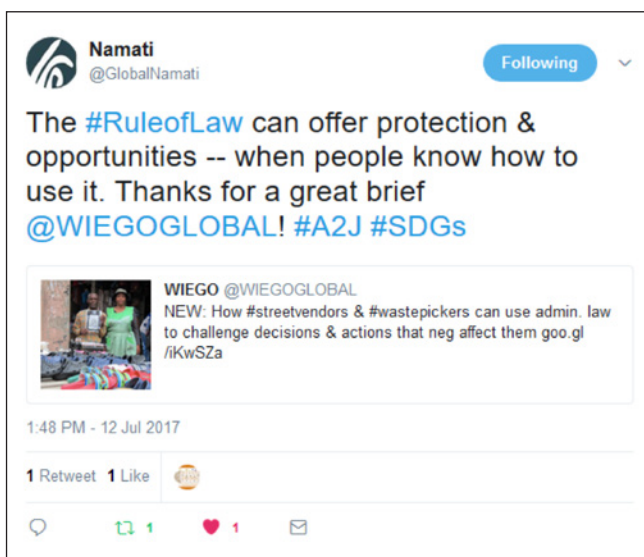 Namati
@GlobalNamati
Following
The #RuleofLaw can offer protection &
opportunities -- when people know how to
use it. Thanks for a great brief
@WIEGOGLOBAL! #A2J #SDGs
WIEGO @WIEGOGLOBAL
NEW: How #streetvendors & #wastepickers can use admin. law
to challenge decisions & actions that neg affect them goo.gl
/iKwSZa
1:48 PM - 12 Jul 2017
1 Retweet 1 Like
1 1